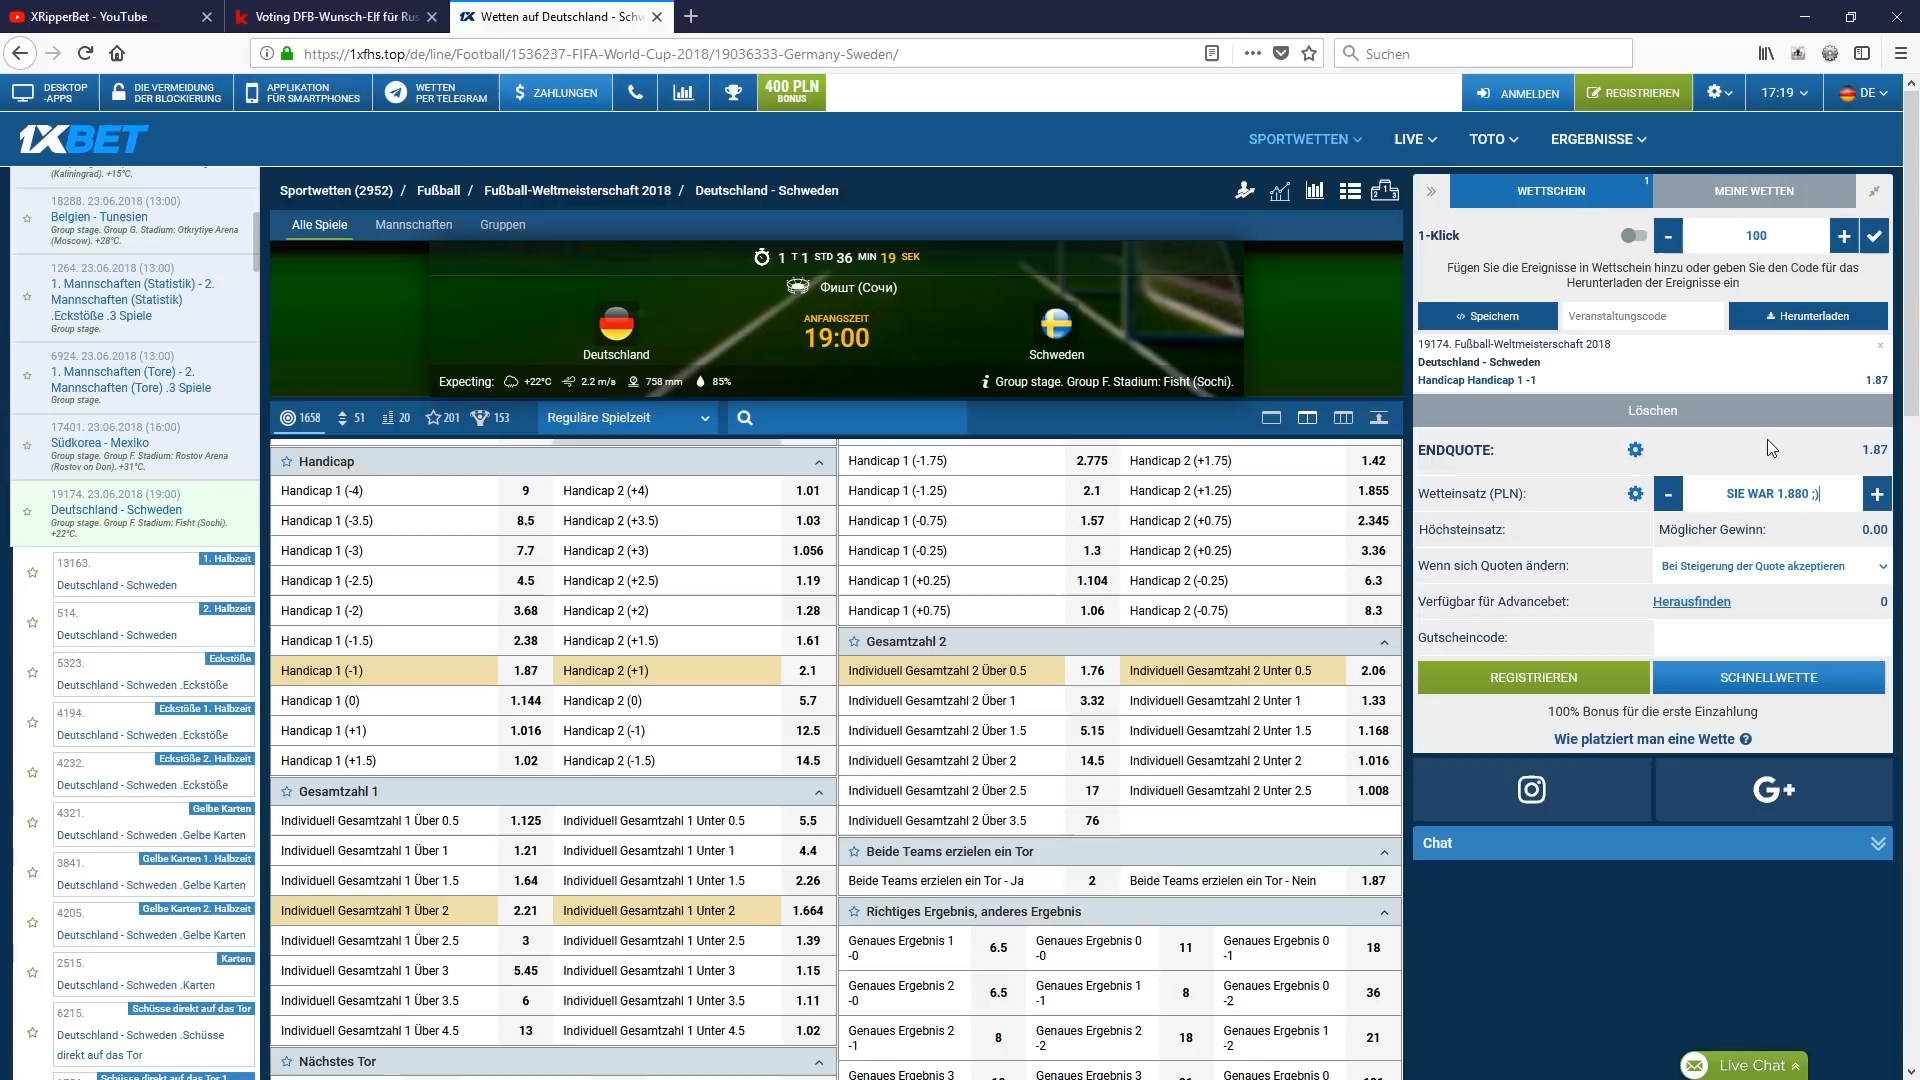 XRipperBet - YouTube
Voting DFB-Wunsch-Elf für Rus
Wetten auf Deutschland - Schw
https://1xfhs.top/de/line/Football/1536237-FIFA-World-Cup-2018/19036333-Germany-Sweden/
Suchen
DESKTOP
-APPS
DIE VERMEIDUNG
DER BLOCKIERUNG
APPLIKATION
FÜR SMARTPHONES
WETTEN
PER TELEGRAM
$ ZAHLUNGEN
400 PLN
BONUS
ANMELDEN
REGISTRIEREN
17:19
DE
1XBET
SPORTWETTEN
LIVE
TOTO
ERGEBNISSE
(Kaliningrad). +15°C.
18288. 23.06.2018 (13:00)
Belgien - Tunesien
Group stage. Group G. Stadium: Otkrytiye Arena
(Moscow). +28°C.
1264. 23.06.2018 (13:00)
1. Mannschaften (Statistik) - 2.
Mannschaften (Statistik)
.Eckstöße .3 Spiele
Group stage.
6924. 23.06.2018 (13:00)
1. Mannschaften (Tore) - 2.
Mannschaften (Tore) .3 Spiele
Group stage.
17401. 23.06.2018 (16:00)
Südkorea - Mexiko
Group stage. Group F. Stadium: Rostov Arena
(Rostov on Don). +31°C.
19174. 23.06.2018 (19:00)
Deutschland - Schweden
Group stage. Group F. Stadium: Fisht (Sochi).
+22°C.
1. Halbzeit
13163.
Deutschland - Schweden
2. Halbzeit
514.
Deutschland - Schweden
Eckstöße
5323.
Deutschland - Schweden .Eckstöße
Eckstöße 1. Halbzeit
4194.
Deutschland - Schweden .Eckstöße
Eckstöße 2. Halbzeit
4232.
Deutschland - Schweden .Eckstöße
Gelbe Karten
4321.
Deutschland - Schweden .Gelbe Karten
Gelbe Karten 1. Halbzeit
3841.
Deutschland - Schweden .Gelbe Karten
Gelbe Karten 2. Halbzeit
4205.
Deutschland - Schweden .Gelbe Karten
Karten
2515.
Deutschland - Schweden .Karten
Schüsse direkt auf das Tor
6215.
Deutschland - Schweden .Schüsse
direkt auf das Tor
Schüsse direkt auf das Tor 1.
Sportwetten (2952) / Fußball / Fußball-Weltmeisterschaft 2018 / Deutschland - Schweden
Alle Spiele
Mannschaften
Gruppen
1 T 1 STD 36 MIN 19 SEK
Фишт (Сочи)
ANFANGSZEIT
19:00
Deutschland
Schweden
Expecting: +22°C 2.2 m/s 758 mm 85%
Group stage. Group F. Stadium: Fisht (Sochi).
1658 51 20 201 153
Reguläre Spielzeit
Handicap
Handicap 1 (-4) 9 Handicap 2 (+4) 1.01
Handicap 1 (-3.5) 8.5 Handicap 2 (+3.5) 1.03
Handicap 1 (-3) 7.7 Handicap 2 (+3) 1.056
Handicap 1 (-2.5) 4.5 Handicap 2 (+2.5) 1.19
Handicap 1 (-2) 3.68 Handicap 2 (+2) 1.28
Handicap 1 (-1.5) 2.38 Handicap 2 (+1.5) 1.61
Handicap 1 (-1) 1.87 Handicap 2 (+1) 2.1
Handicap 1 (0) 1.144 Handicap 2 (0) 5.7
Handicap 1 (+1) 1.016 Handicap 2 (-1) 12.5
Handicap 1 (+1.5) 1.02 Handicap 2 (-1.5) 14.5
Gesamtzahl 1
Individuell Gesamtzahl 1 Über 0.5 1.125 Individuell Gesamtzahl 1 Unter 0.5 5.5
Individuell Gesamtzahl 1 Über 1 1.21 Individuell Gesamtzahl 1 Unter 1 4.4
Individuell Gesamtzahl 1 Über 1.5 1.64 Individuell Gesamtzahl 1 Unter 1.5 2.26
Individuell Gesamtzahl 1 Über 2 2.21 Individuell Gesamtzahl 1 Unter 2 1.664
Individuell Gesamtzahl 1 Über 2.5 3 Individuell Gesamtzahl 1 Unter 2.5 1.39
Individuell Gesamtzahl 1 Über 3 5.45 Individuell Gesamtzahl 1 Unter 3 1.15
Individuell Gesamtzahl 1 Über 3.5 6 Individuell Gesamtzahl 1 Unter 3.5 1.11
Individuell Gesamtzahl 1 Über 4.5 13 Individuell Gesamtzahl 1 Unter 4.5 1.02
Nächstes Tor
Handicap 1 (-1.75) 2.775 Handicap 2 (+1.75) 1.42
Handicap 1 (-1.25) 2.1 Handicap 2 (+1.25) 1.855
Handicap 1 (-0.75) 1.57 Handicap 2 (+0.75) 2.345
Handicap 1 (-0.25) 1.3 Handicap 2 (+0.25) 3.36
Handicap 1 (+0.25) 1.104 Handicap 2 (-0.25) 6.3
Handicap 1 (+0.75) 1.06 Handicap 2 (-0.75) 8.3
Gesamtzahl 2
Individuell Gesamtzahl 2 Über 0.5 1.76 Individuell Gesamtzahl 2 Unter 0.5 2.06
Individuell Gesamtzahl 2 Über 1 3.32 Individuell Gesamtzahl 2 Unter 1 1.33
Individuell Gesamtzahl 2 Über 1.5 5.15 Individuell Gesamtzahl 2 Unter 1.5 1.168
Individuell Gesamtzahl 2 Über 2 14.5 Individuell Gesamtzahl 2 Unter 2 1.016
Individuell Gesamtzahl 2 Über 2.5 17 Individuell Gesamtzahl 2 Unter 2.5 1.008
Individuell Gesamtzahl 2 Über 3.5 76
Beide Teams erzielen ein Tor
Beide Teams erzielen ein Tor - Ja 2 Beide Teams erzielen ein Tor - Nein 1.87
Richtiges Ergebnis, anderes Ergebnis
Genaues Ergebnis 1 Genaues Ergebnis 0 Genaues Ergebnis 0
-0 6.5 -0 11 -1 18
Genaues Ergebnis 2 Genaues Ergebnis 1 Genaues Ergebnis 0
-0 6.5 -1 8 -2 36
Genaues Ergebnis 2 Genaues Ergebnis 2 Genaues Ergebnis 1
-1 8 -2 18 -2 21
Genaues Ergebnis 3 Genaues Ergebnis 3 Genaues Ergebnis 0
WETTSCHEIN 1
MEINE WETTEN
1-Klick - 100 +
Fügen Sie die Ereignisse in Wettschein hinzu oder geben Sie den Code für das
Herunterladen der Ereignisse ein
Speichern
Veranstaltungscode
Herunterladen
19174. Fußball-Weltmeisterschaft 2018 x
Deutschland - Schweden
Handicap Handicap 1 -1 1.87
Löschen
ENDQUOTE: 1.87
Wetteinsatz (PLN): - SIE WAR 1.880 ;) +
Höchsteinsatz: Möglicher Gewinn: 0.00
Wenn sich Quoten ändern: Bei Steigerung der Quote akzeptieren
Verfügbar für Advancebet: Herausfinden 0
Gutscheincode:
REGISTRIEREN
SCHNELLWETTE
100% Bonus für die erste Einzahlung
Wie platziert man eine Wette ?
G+
Chat
Live Chat